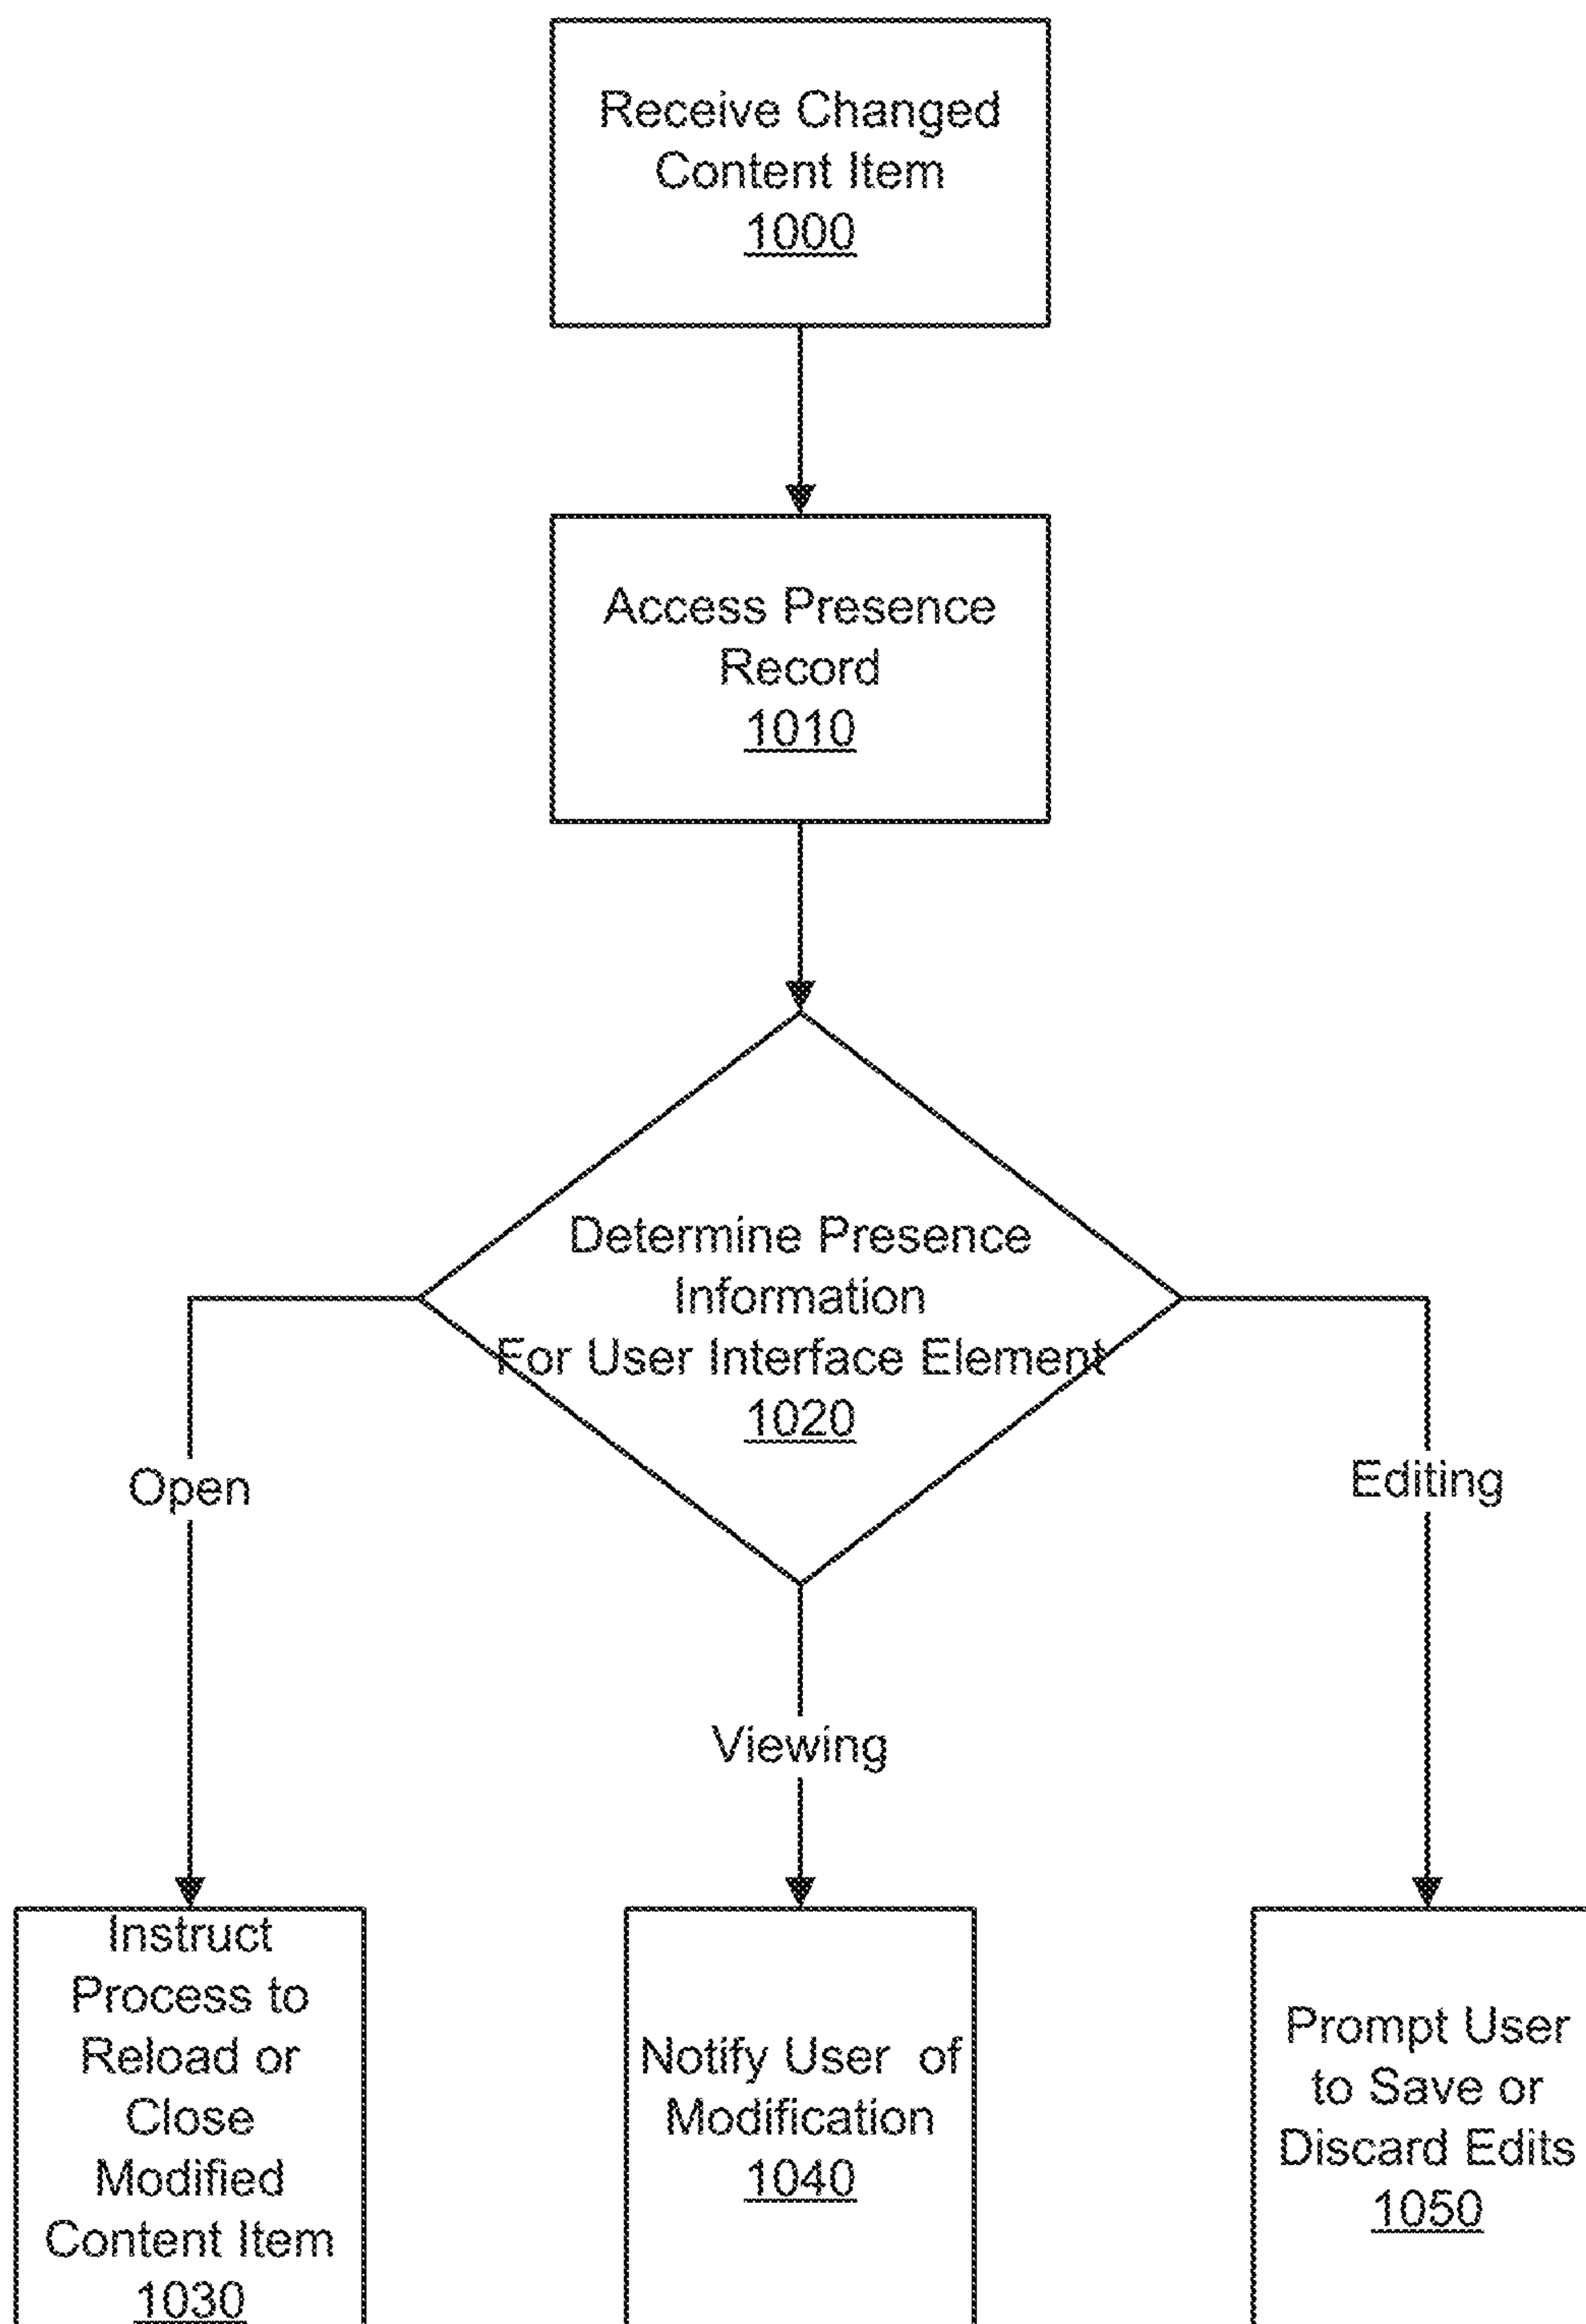 Receive Changed
Content Item
1000
Access Presence
Record
1010
Determine Presence
Information
For User Interface Element
1020
Open
Editing
Viewing
Instruct
Process to
Reload or
Close
Modified
Content Item
1030
Notify User of
Modification
1040
Prompt User
to Save or
Discard Edits
1050